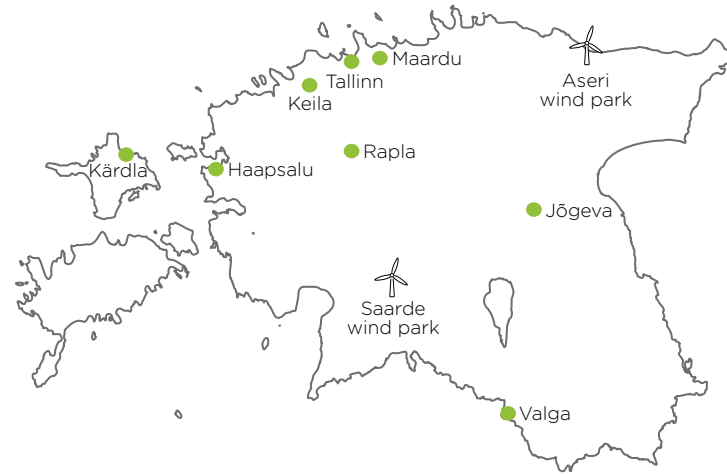 Maardu
Tallinn
Keila
Aseri
wind park
Rapla
Kärdla
Haapsalu
Jõgeva
Saarde
wind park
Valga